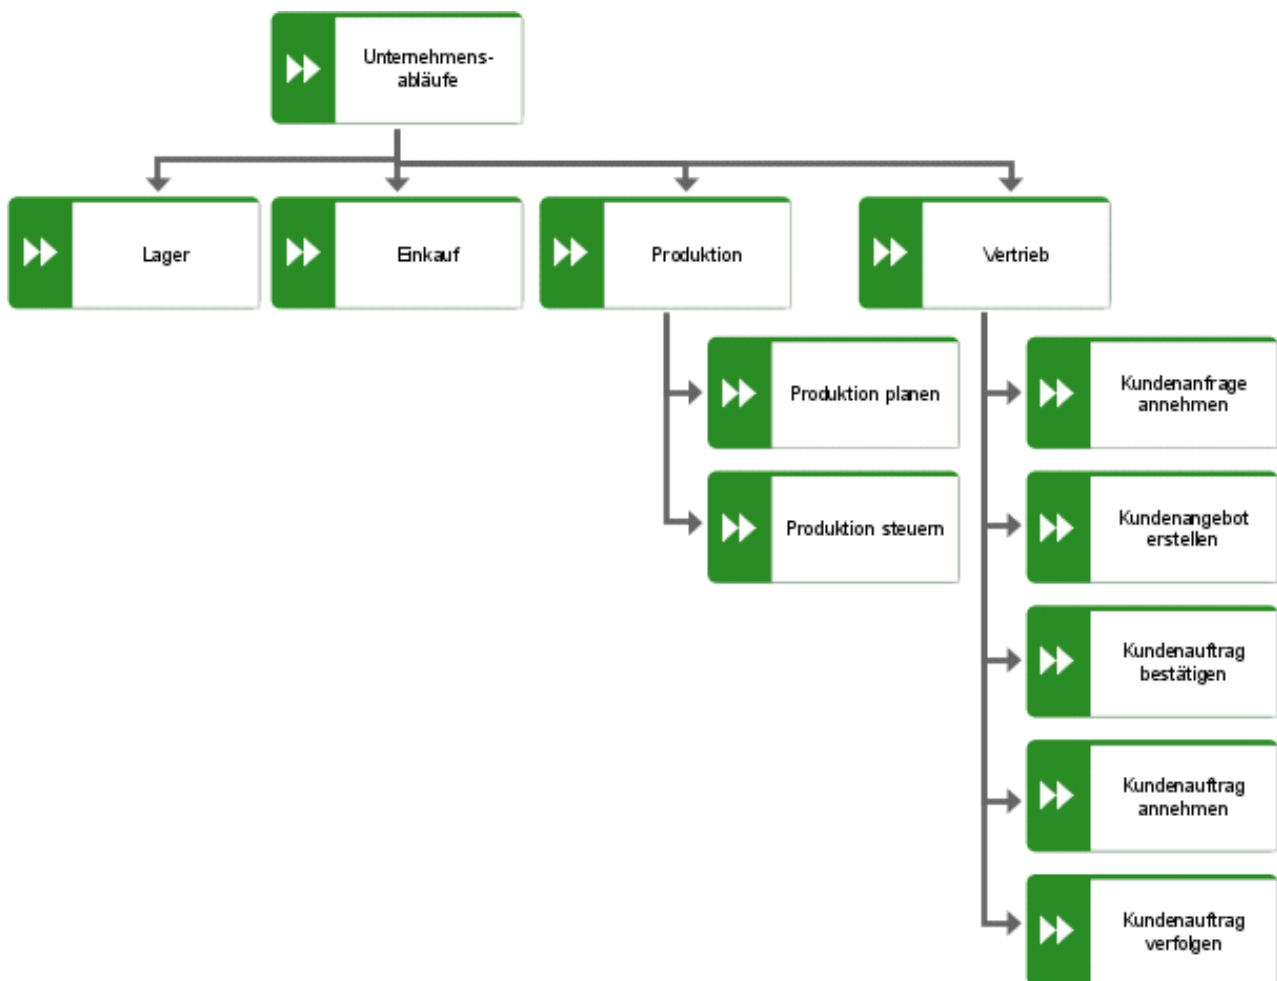 Unternehmens-
abläufe
Lager
Einkauf
Produktion
Vertrieb
Produktion planen
Produktion steuern
Kundenanfrage
annehmen
Kundenangebot
erstellen
Kundenauftrag
bestätigen
Kundenauftrag
annehmen
Kundenauftrag
verfolgen